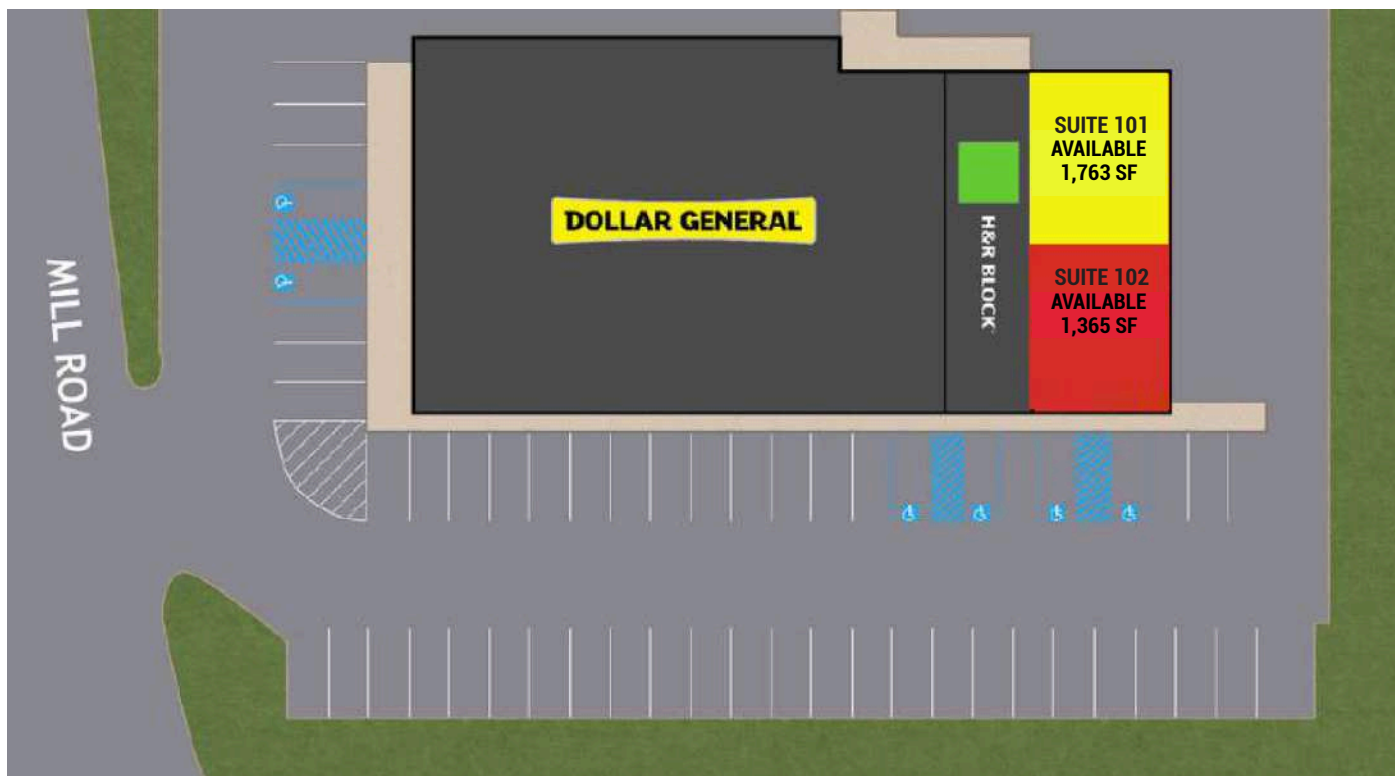 MILL ROAD
DOLLAR GENERAL
H&R BLOCK
SUITE 101
AVAILABLE
1,763 SF
SUITE 102
AVAILABLE
1,365 SF